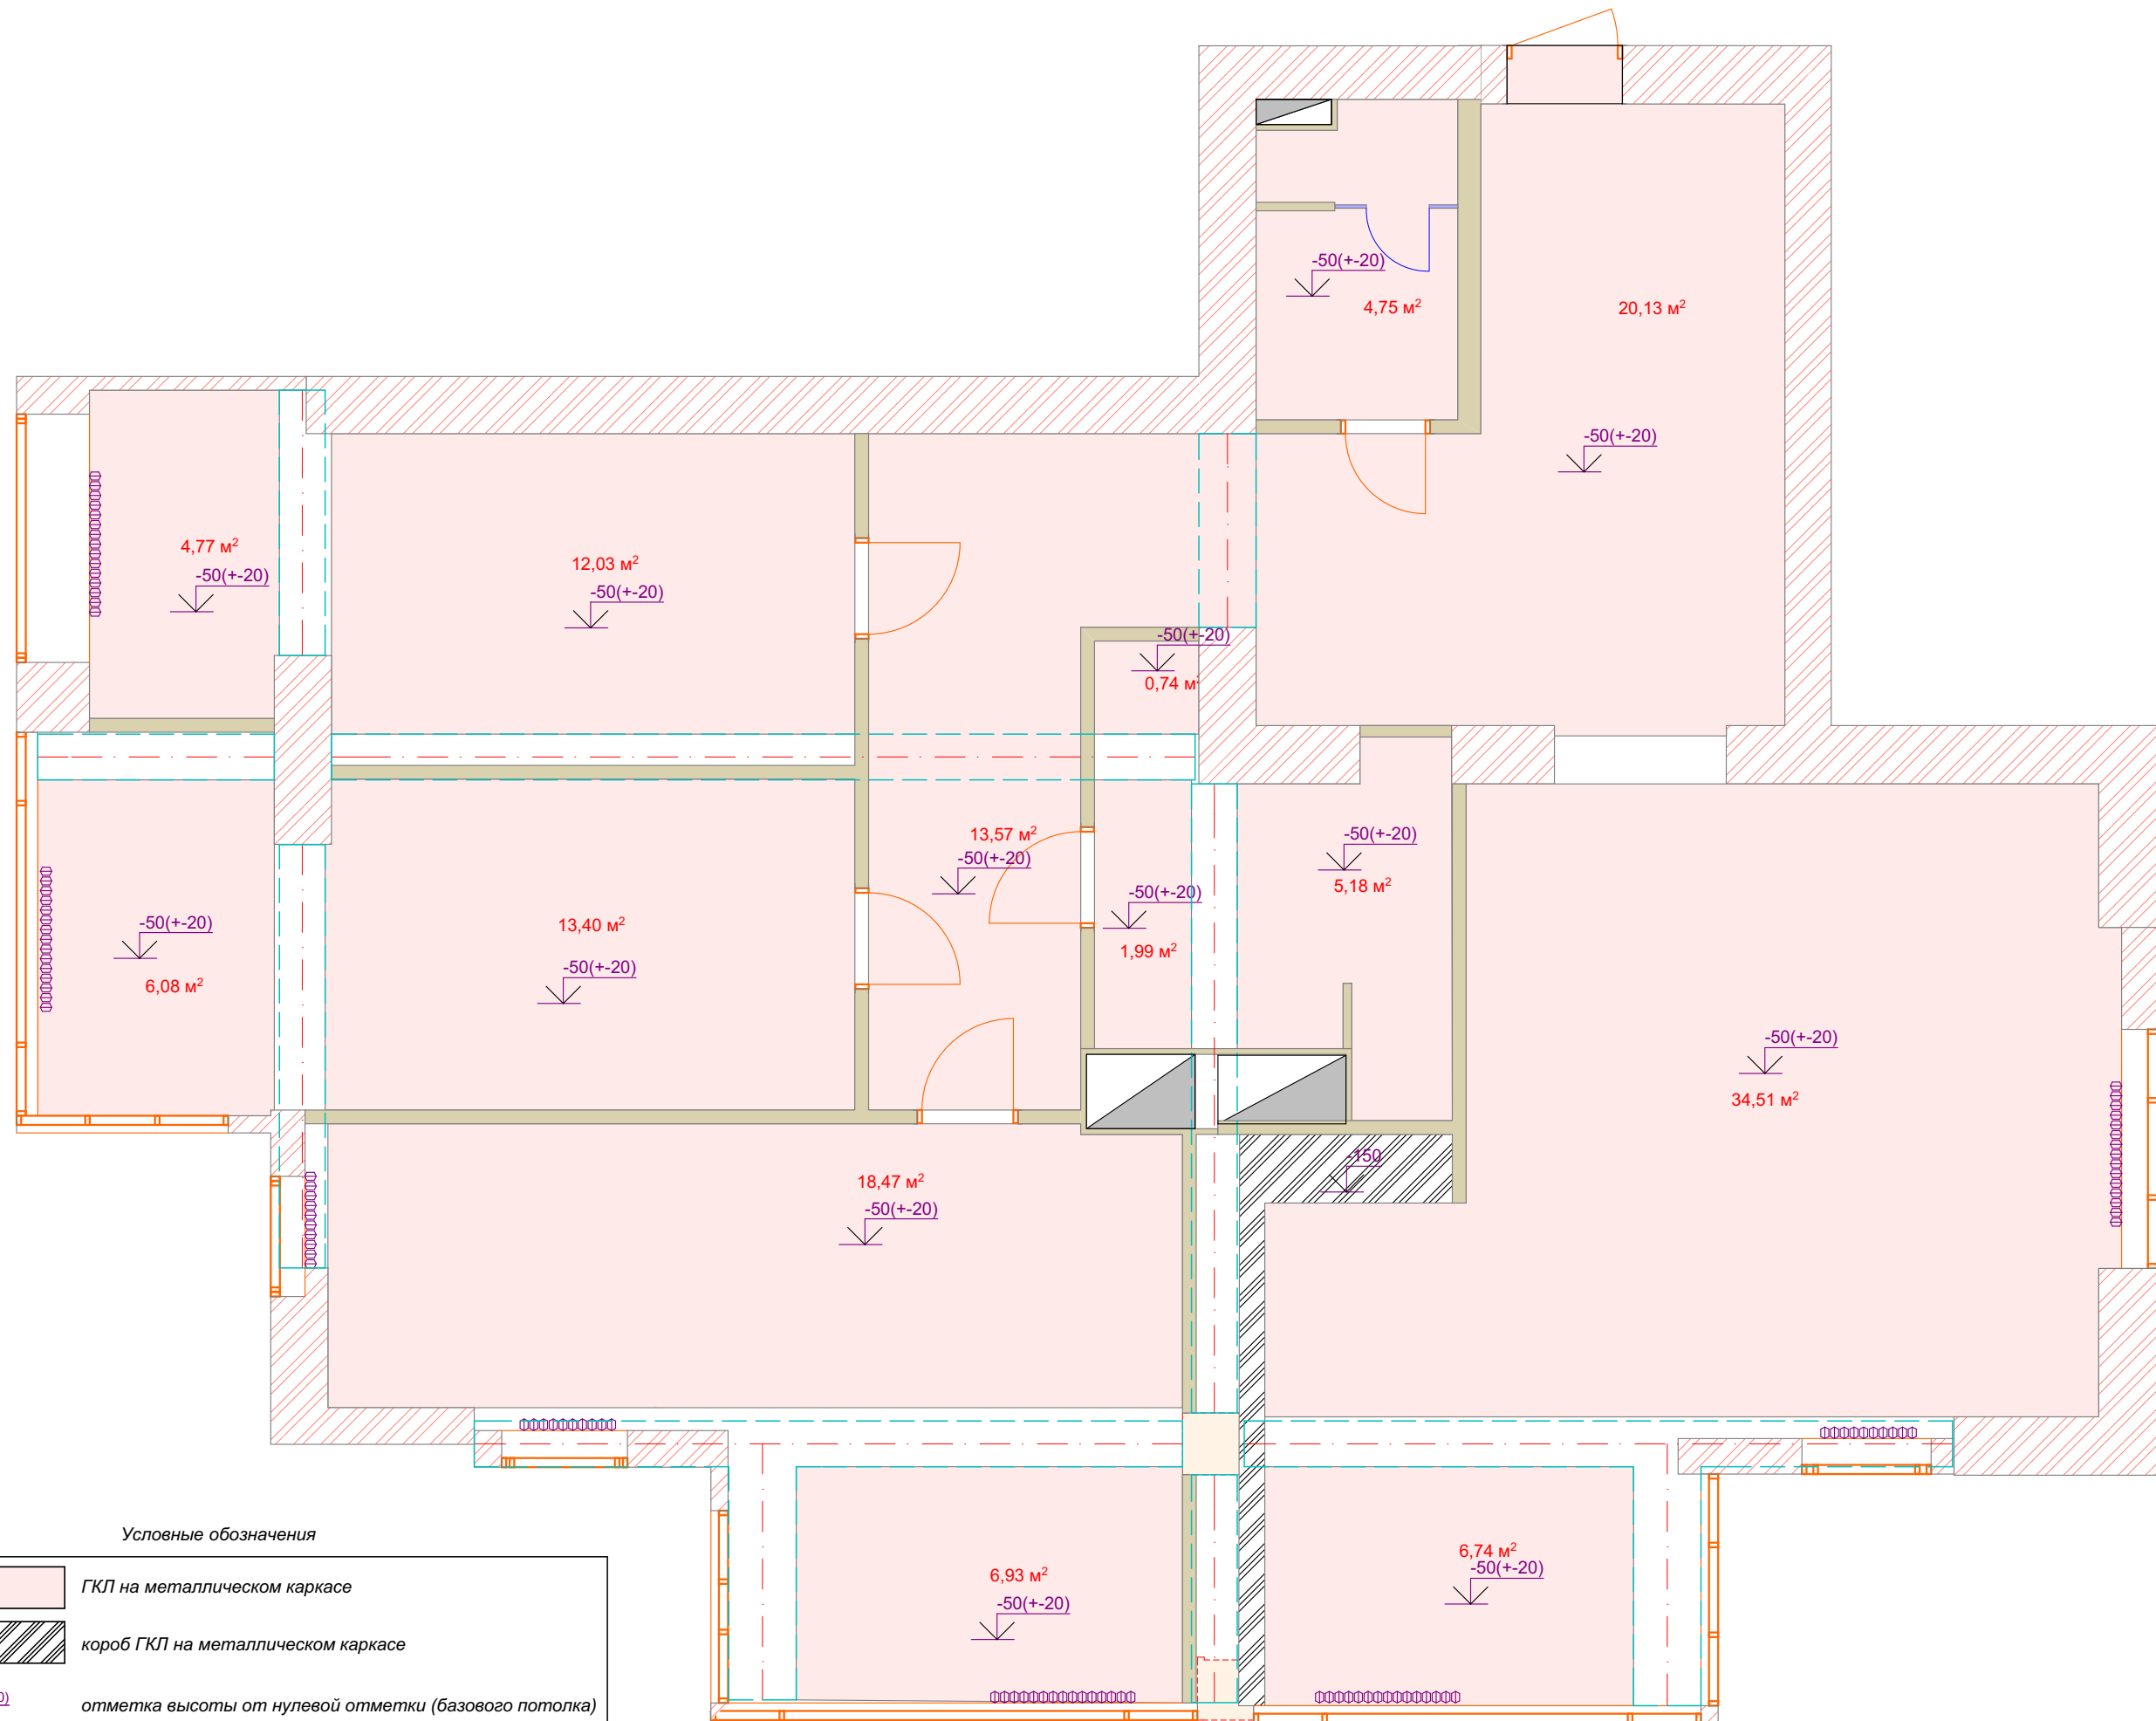 -50(+-20)
4,75 м²
20,13 м²
-50(+-20)
4,77 м²
-50(+-20)
12,03 м²
-50(+-20)
-50(+-20)
0,74 м²
13,57 м²
-50(+-20)
-50(+-20)
5,18 м²
-50(+-20)
1,99 м²
13,40 м²
-50(+-20)
-50(+-20)
6,08 м²
-50(+-20)
34,51 м²
-150
18,47 м²
-50(+-20)
6,93 м²
-50(+-20)
6,74 м²
-50(+-20)
Условные обозначения
ГКЛ на металлическом каркасе
короб ГКЛ на металлическом каркасе
отметка высоты от нулевой отметки (базового потолка)